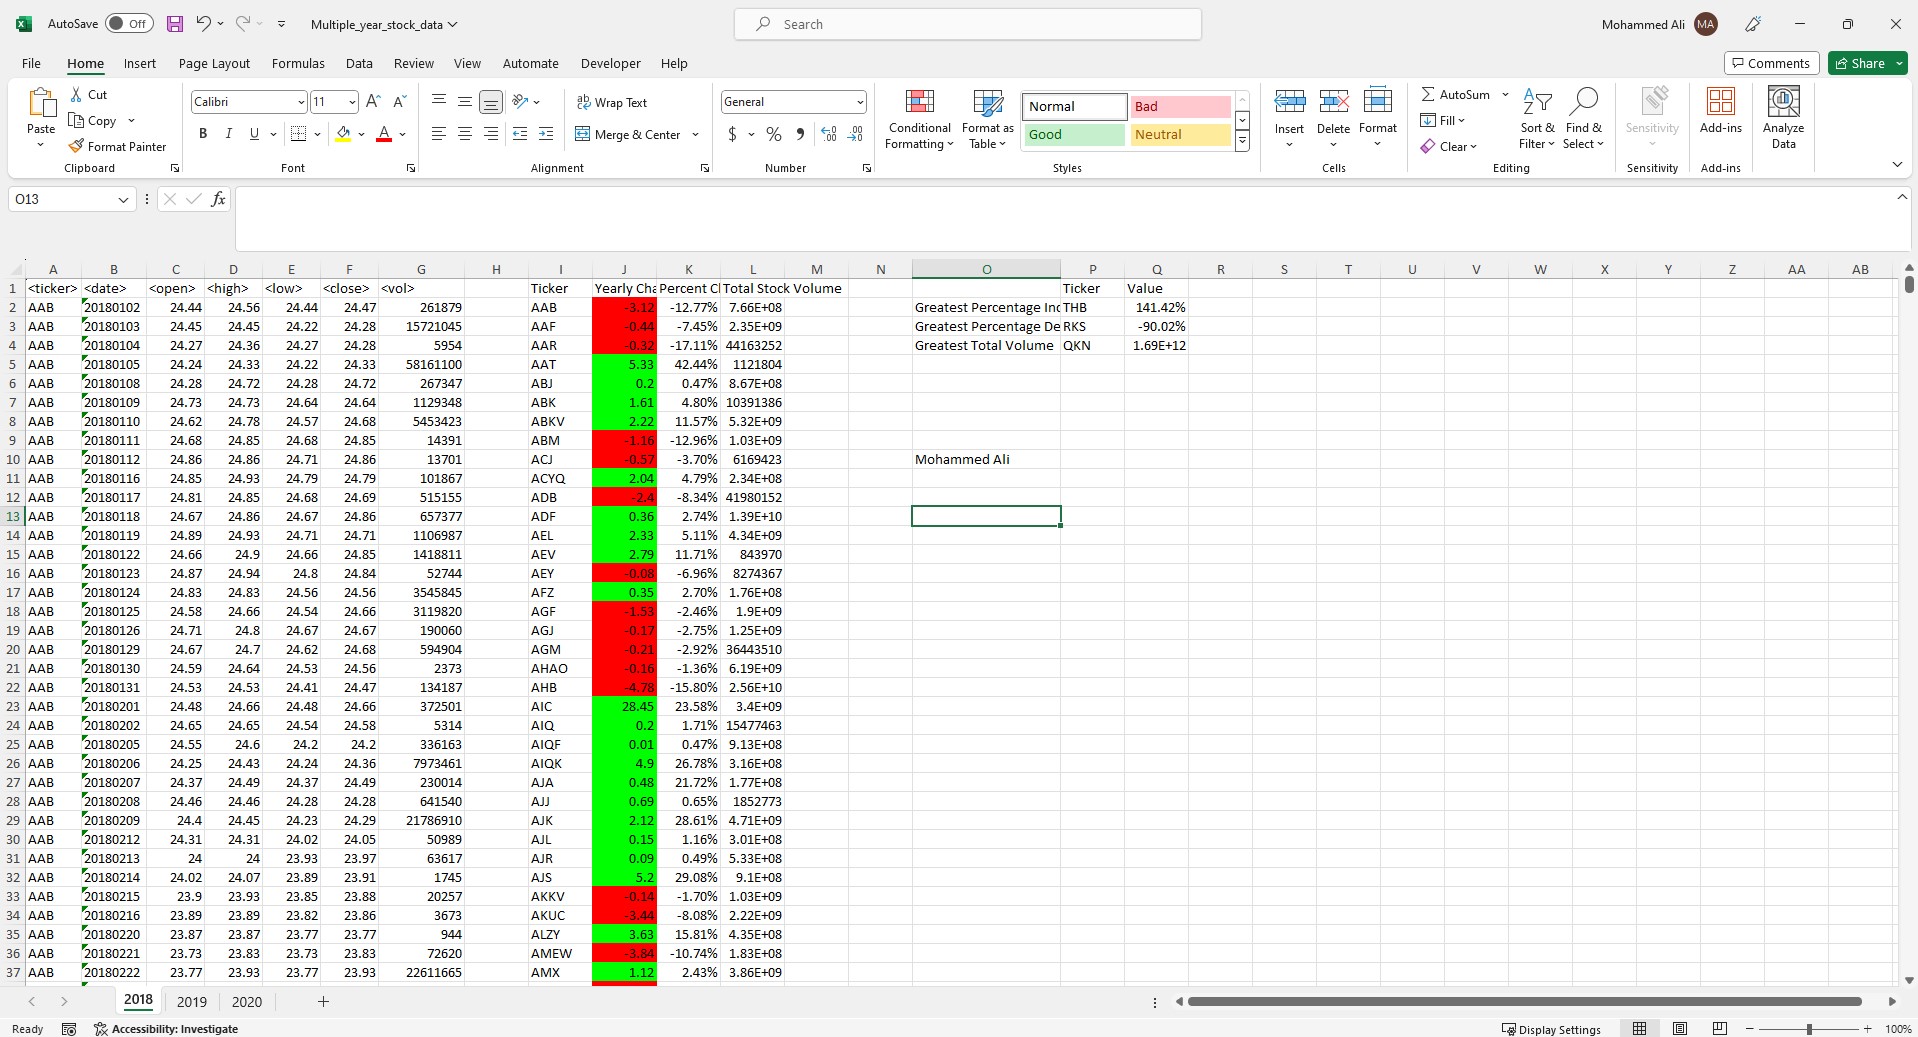 AutoSave Off Multiple_year_stock_data Search Mohammed Ali MA
File Home Insert Page Layout Formulas Data Review View Automate Developer Help Comments Share
Paste Cut Copy Format Painter Clipboard
Calibri 11 A A B I U A Font
ab Wrap Text Merge & Center Alignment
General $ % , Number
Conditional Formatting Format as Table Normal Bad Good Neutral Styles
Insert Delete Format Cells
AutoSum Fill Clear Sort & Filter Find & Select Editing
Sensitivity Sensitivity
Add-ins Add-ins
Analyze Data
O13 fx
A B C D E F G H I J K L M N O P Q R S T U V W X Y Z AA AB
1 <ticker> <date> <open> <high> <low> <close> <vol> Ticker Yearly Cha Percent Cl Total Stock Volume Ticker Value
2 AAB 20180102 24.44 24.56 24.44 24.47 261879 AAB -3.12 -12.77% 7.66E+08 Greatest Percentage Inc THB 141.42%
3 AAB 20180103 24.45 24.45 24.22 24.28 15721045 AAF -0.44 -7.45% 2.35E+09 Greatest Percentage De RKS -90.02%
4 AAB 20180104 24.27 24.36 24.27 24.28 5954 AAR -0.32 -17.11% 44163252 Greatest Total Volume QKN 1.69E+12
5 AAB 20180105 24.24 24.33 24.22 24.33 58161100 AAT 5.33 42.44% 1121804
6 AAB 20180108 24.28 24.72 24.28 24.72 267347 ABJ 0.2 0.47% 8.67E+08
7 AAB 20180109 24.73 24.73 24.64 24.64 1129348 ABK 1.61 4.80% 10391386
8 AAB 20180110 24.62 24.78 24.57 24.68 5453423 ABKV 2.22 11.57% 5.32E+09
9 AAB 20180111 24.68 24.85 24.68 24.85 14391 ABM -1.16 -12.96% 1.03E+09
10 AAB 20180112 24.86 24.86 24.71 24.86 13701 ACJ -0.57 -3.70% 6169423 Mohammed Ali
11 AAB 20180116 24.85 24.93 24.79 24.79 101867 ACYQ 2.04 4.79% 2.34E+08
12 AAB 20180117 24.81 24.85 24.68 24.69 515155 ADB -2.4 -8.34% 41980152
13 AAB 20180118 24.67 24.86 24.67 24.86 657377 ADF 0.36 2.74% 1.39E+10
14 AAB 20180119 24.89 24.93 24.71 24.71 1106987 AEL 2.33 5.11% 4.34E+09
15 AAB 20180122 24.66 24.9 24.66 24.85 1418811 AEV 2.79 11.71% 843970
16 AAB 20180123 24.87 24.94 24.8 24.84 52744 AEY -0.08 -6.96% 8274367
17 AAB 20180124 24.83 24.83 24.56 24.56 3545845 AFZ 0.35 2.70% 1.76E+08
18 AAB 20180125 24.58 24.66 24.54 24.66 3119820 AGF -1.53 -2.46% 1.9E+09
19 AAB 20180126 24.71 24.8 24.67 24.67 190060 AGJ -0.17 -2.75% 1.25E+09
20 AAB 20180129 24.67 24.7 24.62 24.68 594904 AGM -0.21 -2.92% 36443510
21 AAB 20180130 24.59 24.64 24.53 24.56 2373 AHAO -0.16 -1.36% 6.19E+09
22 AAB 20180131 24.53 24.53 24.41 24.47 134187 AHB -4.78 -15.80% 2.56E+10
23 AAB 20180201 24.48 24.66 24.48 24.66 372501 AIC 28.45 23.58% 3.4E+09
24 AAB 20180202 24.65 24.65 24.54 24.58 5314 AIQ 0.2 1.71% 15477463
25 AAB 20180205 24.55 24.6 24.2 24.2 336163 AIQF 0.01 0.47% 9.13E+08
26 AAB 20180206 24.25 24.43 24.24 24.36 7973461 AIQK 4.9 26.78% 3.16E+08
27 AAB 20180207 24.37 24.49 24.37 24.49 230014 AJA 0.48 21.72% 1.77E+08
28 AAB 20180208 24.46 24.46 24.28 24.28 641540 AJJ 0.69 0.65% 1852773
29 AAB 20180209 24.4 24.45 24.23 24.29 21786910 AJK 2.12 28.61% 4.71E+09
30 AAB 20180212 24.31 24.31 24.02 24.05 50989 AJL 0.15 1.16% 3.01E+08
31 AAB 20180213 24 24 23.93 23.97 63617 AJR 0.09 0.49% 5.33E+08
32 AAB 20180214 24.02 24.07 23.89 23.91 1745 AJS 5.2 29.08% 9.1E+08
33 AAB 20180215 23.9 23.93 23.85 23.88 20257 AKKV -0.14 -1.70% 1.03E+09
34 AAB 20180216 23.89 23.89 23.82 23.86 3673 AKUC -3.44 -8.08% 2.22E+09
35 AAB 20180220 23.87 23.87 23.77 23.77 944 ALZY 3.63 15.81% 4.35E+08
36 AAB 20180221 23.73 23.83 23.73 23.83 72620 AMEW -3.84 -10.74% 1.83E+08
37 AAB 20180222 23.77 23.93 23.77 23.93 22611665 AMX 1.12 2.43% 3.86E+09
2018 2019 2020
Ready Accessibility: Investigate Display Settings 100%